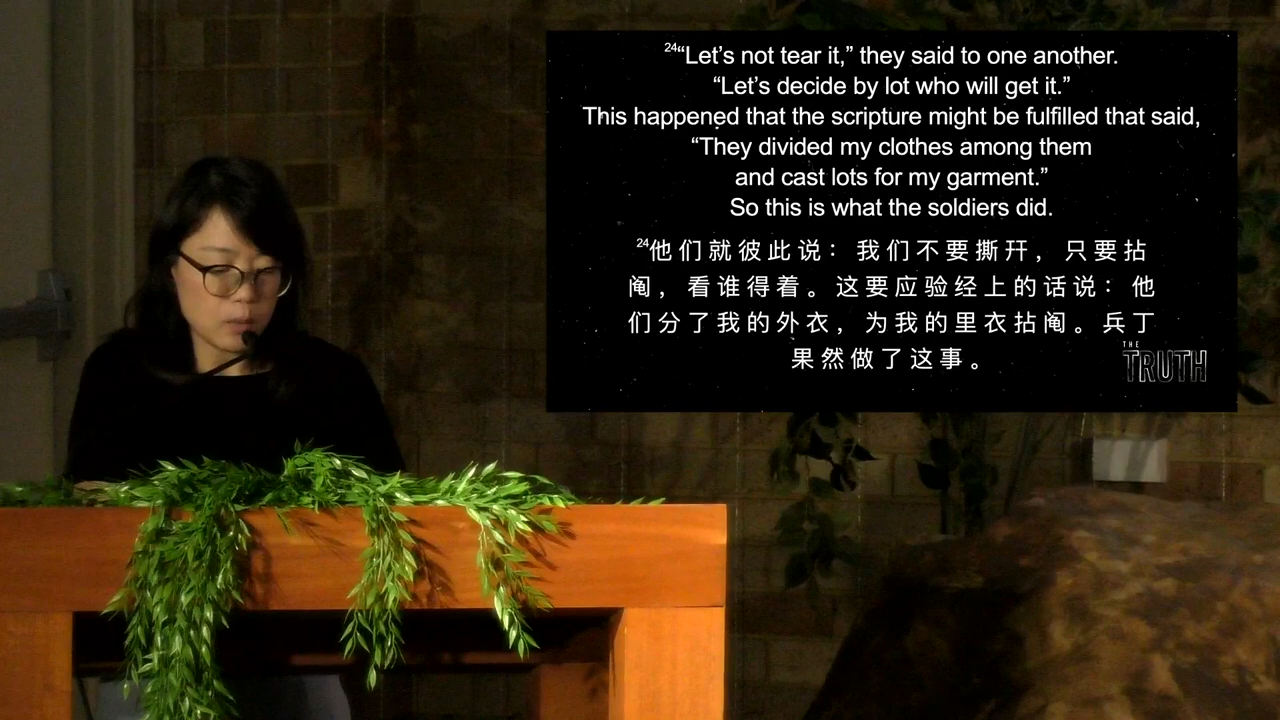 24“Let’s not tear it,” they said to one another.
“Let’s decide by lot who will get it.”
This happened that the scripture might be fulfilled that said,
“They divided my clothes among them
and cast lots for my garment.”
So this is what the soldiers did.
24他们就彼此说：我们不要撕幵，只要拈
阄，看谁得着。这要应验经上的话说：他
们分了我的外衣，为我的里衣拈阄。兵丁
果然做了这事。
THE
TRUTH